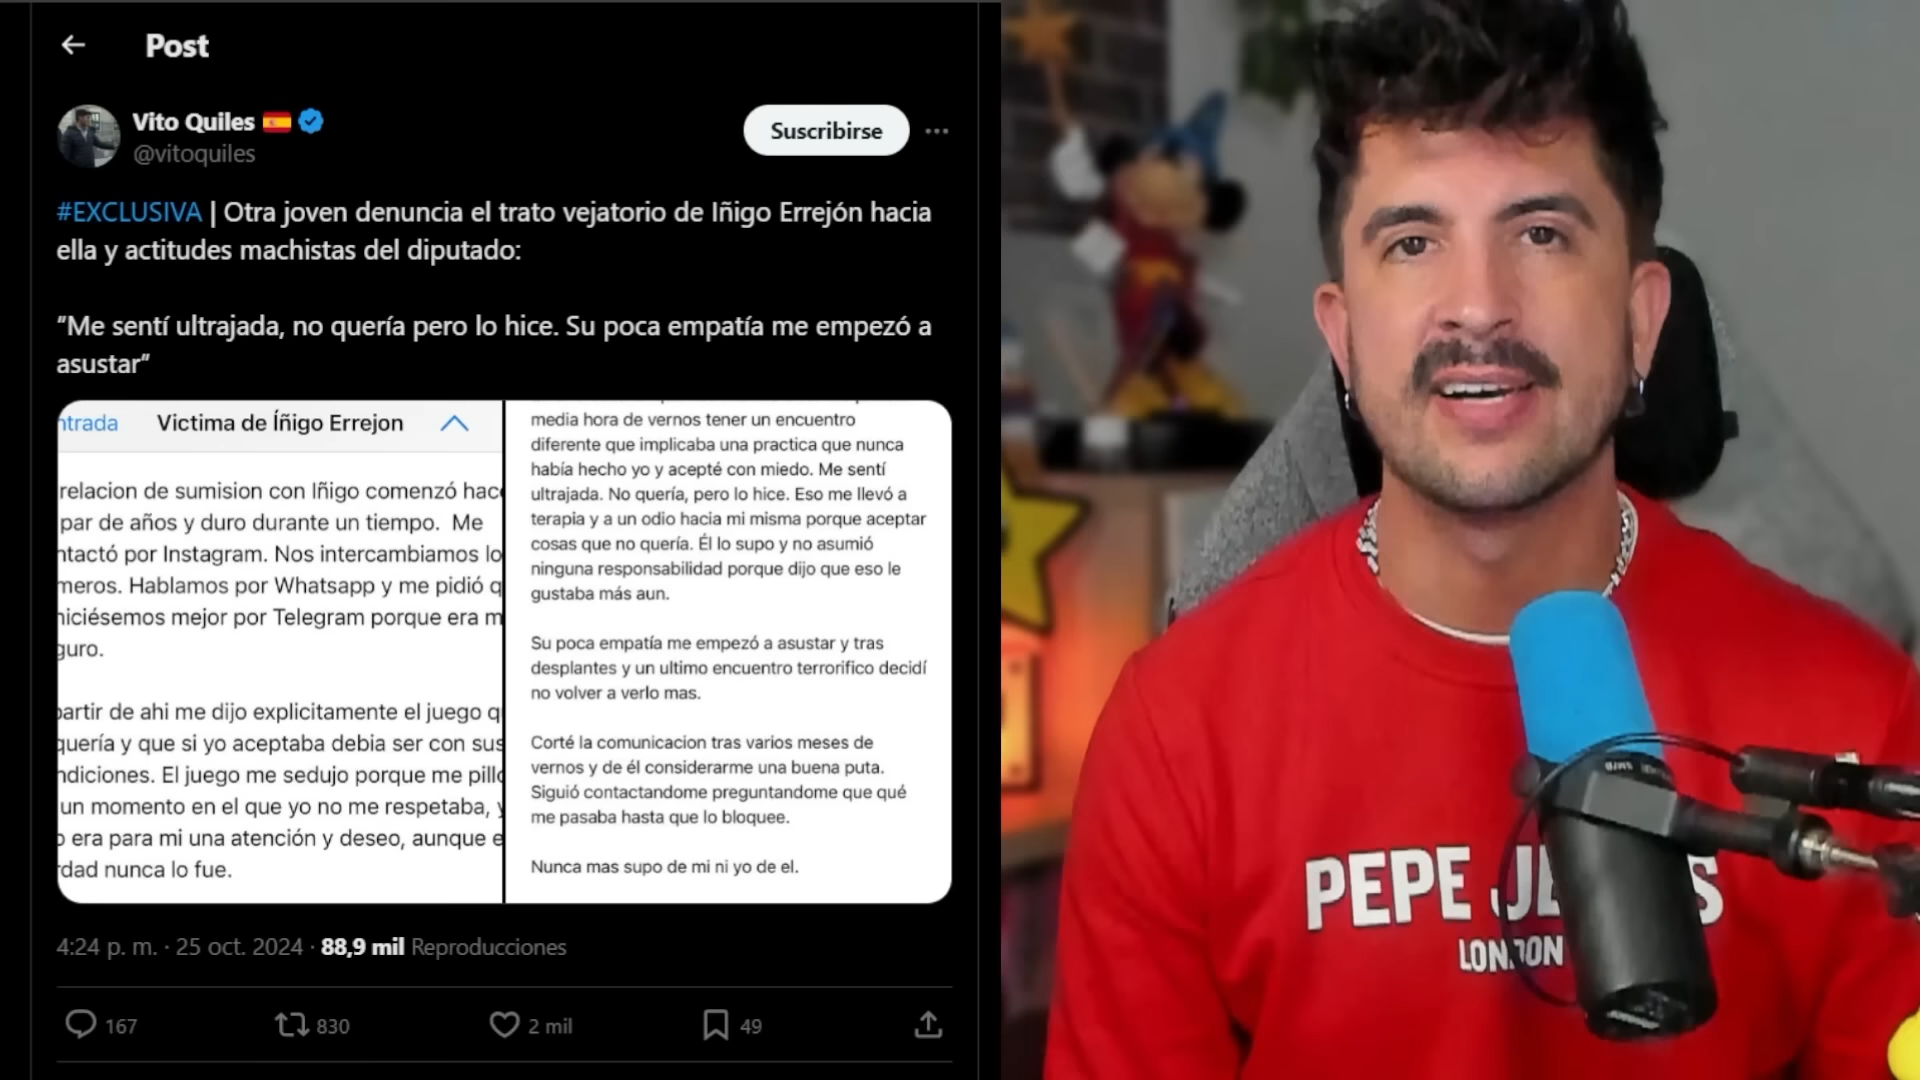 Post
Vito Quiles
@vitoquiles
Suscribirse
#EXCLUSIVA | Otra joven denuncia el trato vejatorio de Iñigo Errejón hacia
ella y actitudes machistas del diputado:
"Me sentí ultrajada, no quería pero lo hice. Su poca empatía me empezó a
asustar"
ntrada Victima de Íñigo Errejon
relacion de sumision con Iñigo comenzó hac
par de años y duro durante un tiempo. Me
ntactó por Instagram. Nos intercambiamos lo
meros. Hablamos por Whatsapp y me pidió q
hiciésemos mejor por Telegram porque era m
guro.
partir de ahi me dijo explicitamente el juego q
quería y que si yo aceptaba debia ser con sus
ndiciones. El juego me sedujo porque me pill
un momento en el que yo no me respetaba, y
o era para mi una atención y deseo, aunque e
rdad nunca lo fue.
media hora de vernos tener un encuentro
diferente que implicaba una practica que nunca
había hecho yo y acepté con miedo. Me sentí
ultrajada. No quería, pero lo hice. Eso me llevó a
terapia y a un odio hacia mi misma porque aceptar
cosas que no quería. Él lo supo y no asumió
ninguna responsabilidad porque dijo que eso le
gustaba más aun.
Su poca empatía me empezó a asustar y tras
desplantes y un ultimo encuentro terrorifico decidí
no volver a verlo mas.
Corté la comunicacion tras varios meses de
vernos y de él considerarme una buena puta.
Siguió contactandome preguntandome que qué
me pasaba hasta que lo bloquee.
Nunca mas supo de mi ni yo de el.
4:24 p. m. · 25 oct. 2024 · 88,9 mil Reproducciones
167 830 2 mil 49
PEPE JE S
LONDON